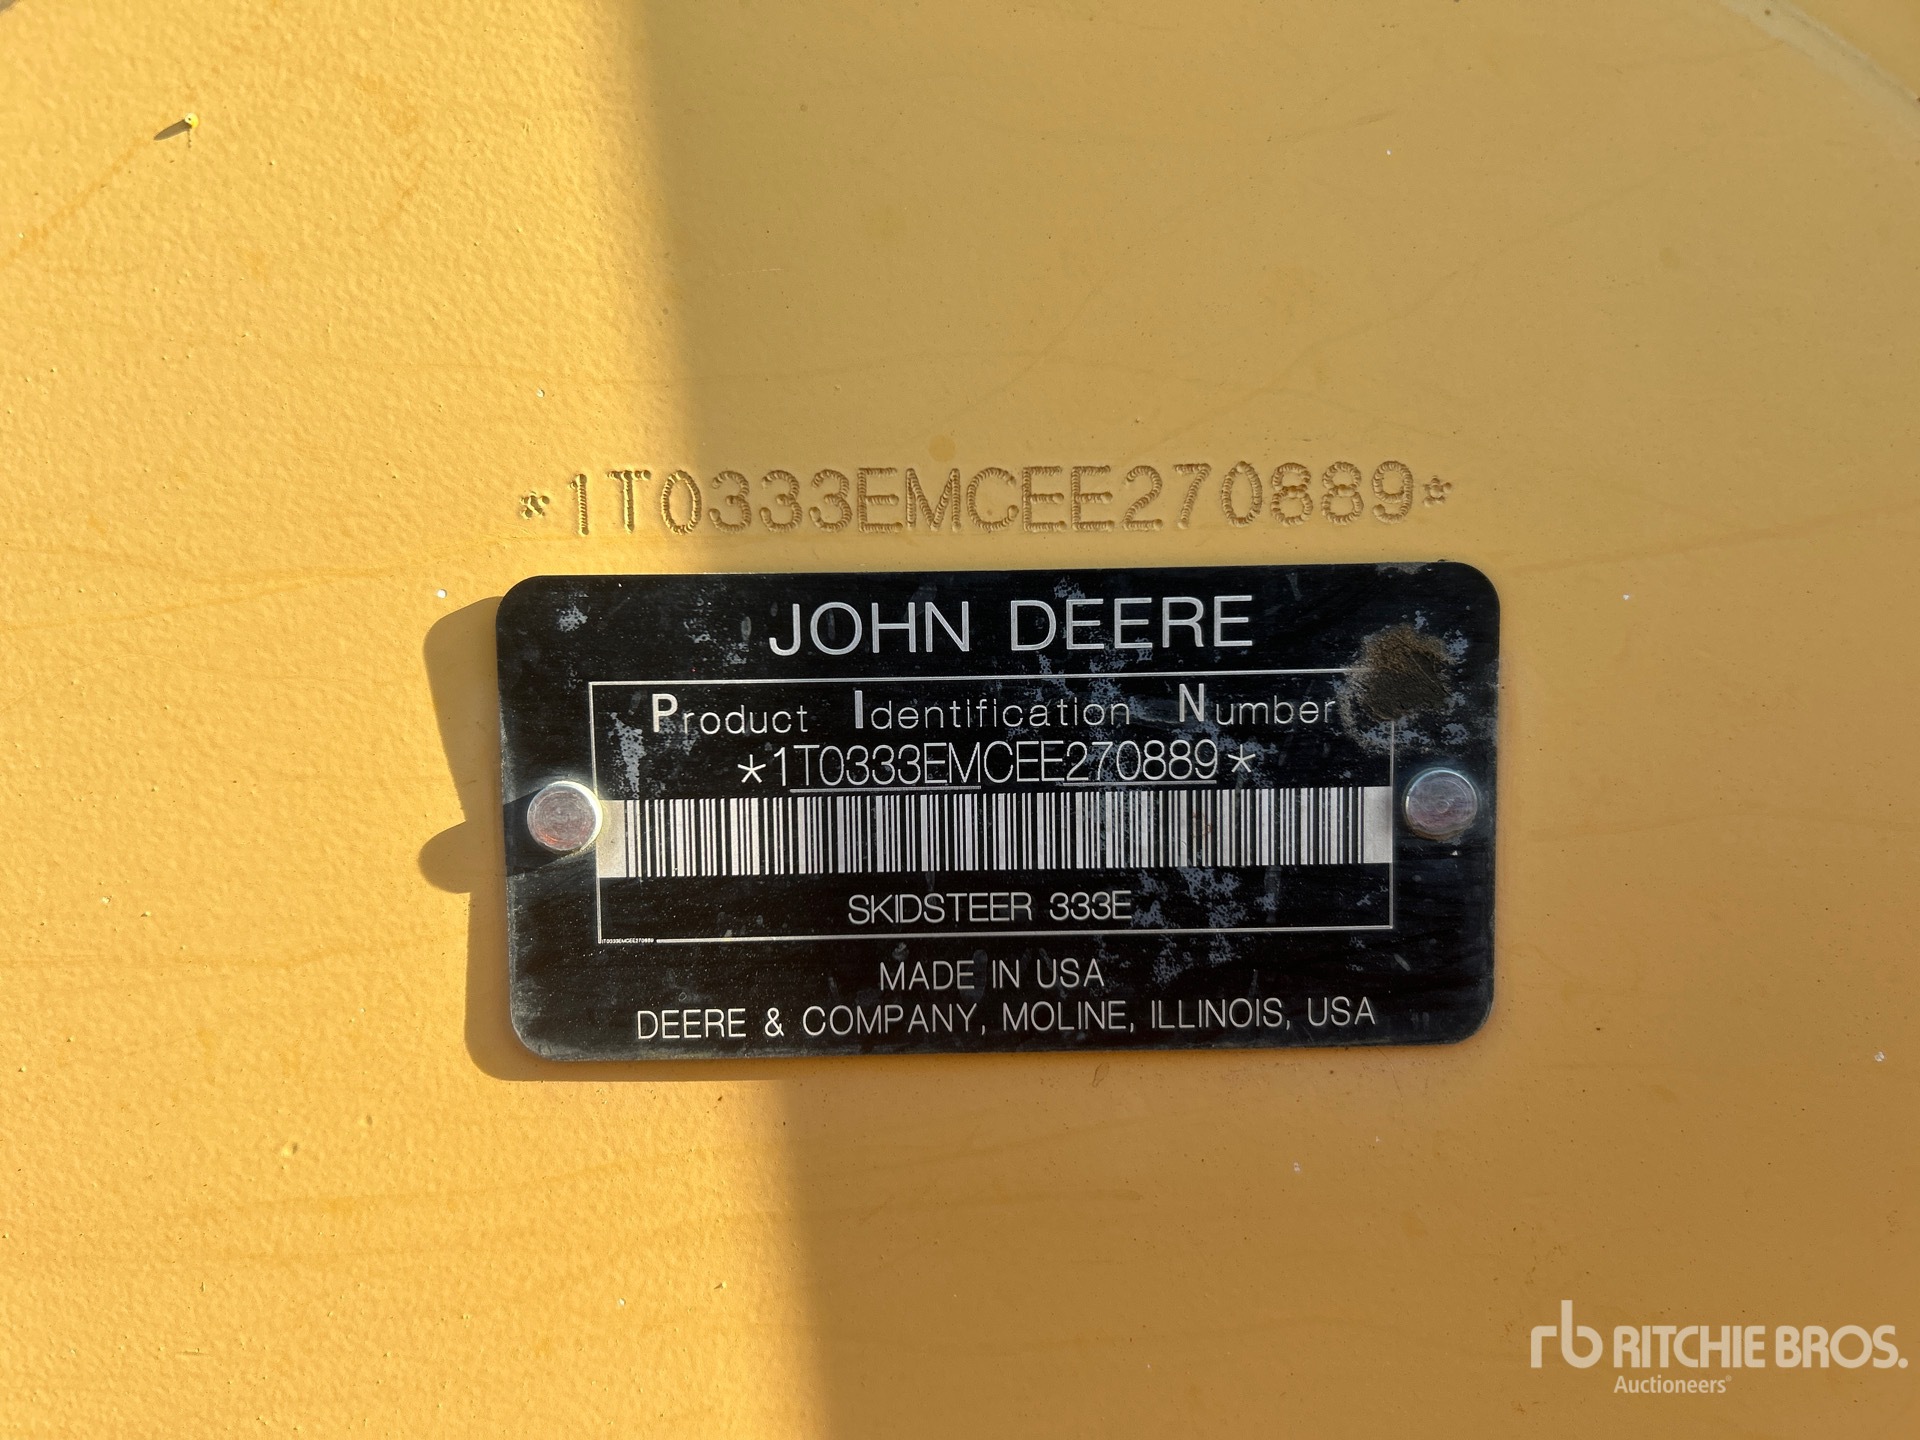 *1T0333EMCEE270889*
JOHN DEERE
Product Identification Number
*1T0333EMCEE270889*
SKIDSTEER 333E
1T0333EMCEE270889
MADE IN USA
DEERE & COMPANY, MOLINE, ILLINOIS, USA
rb RITCHIE BROS.
Auctioneers